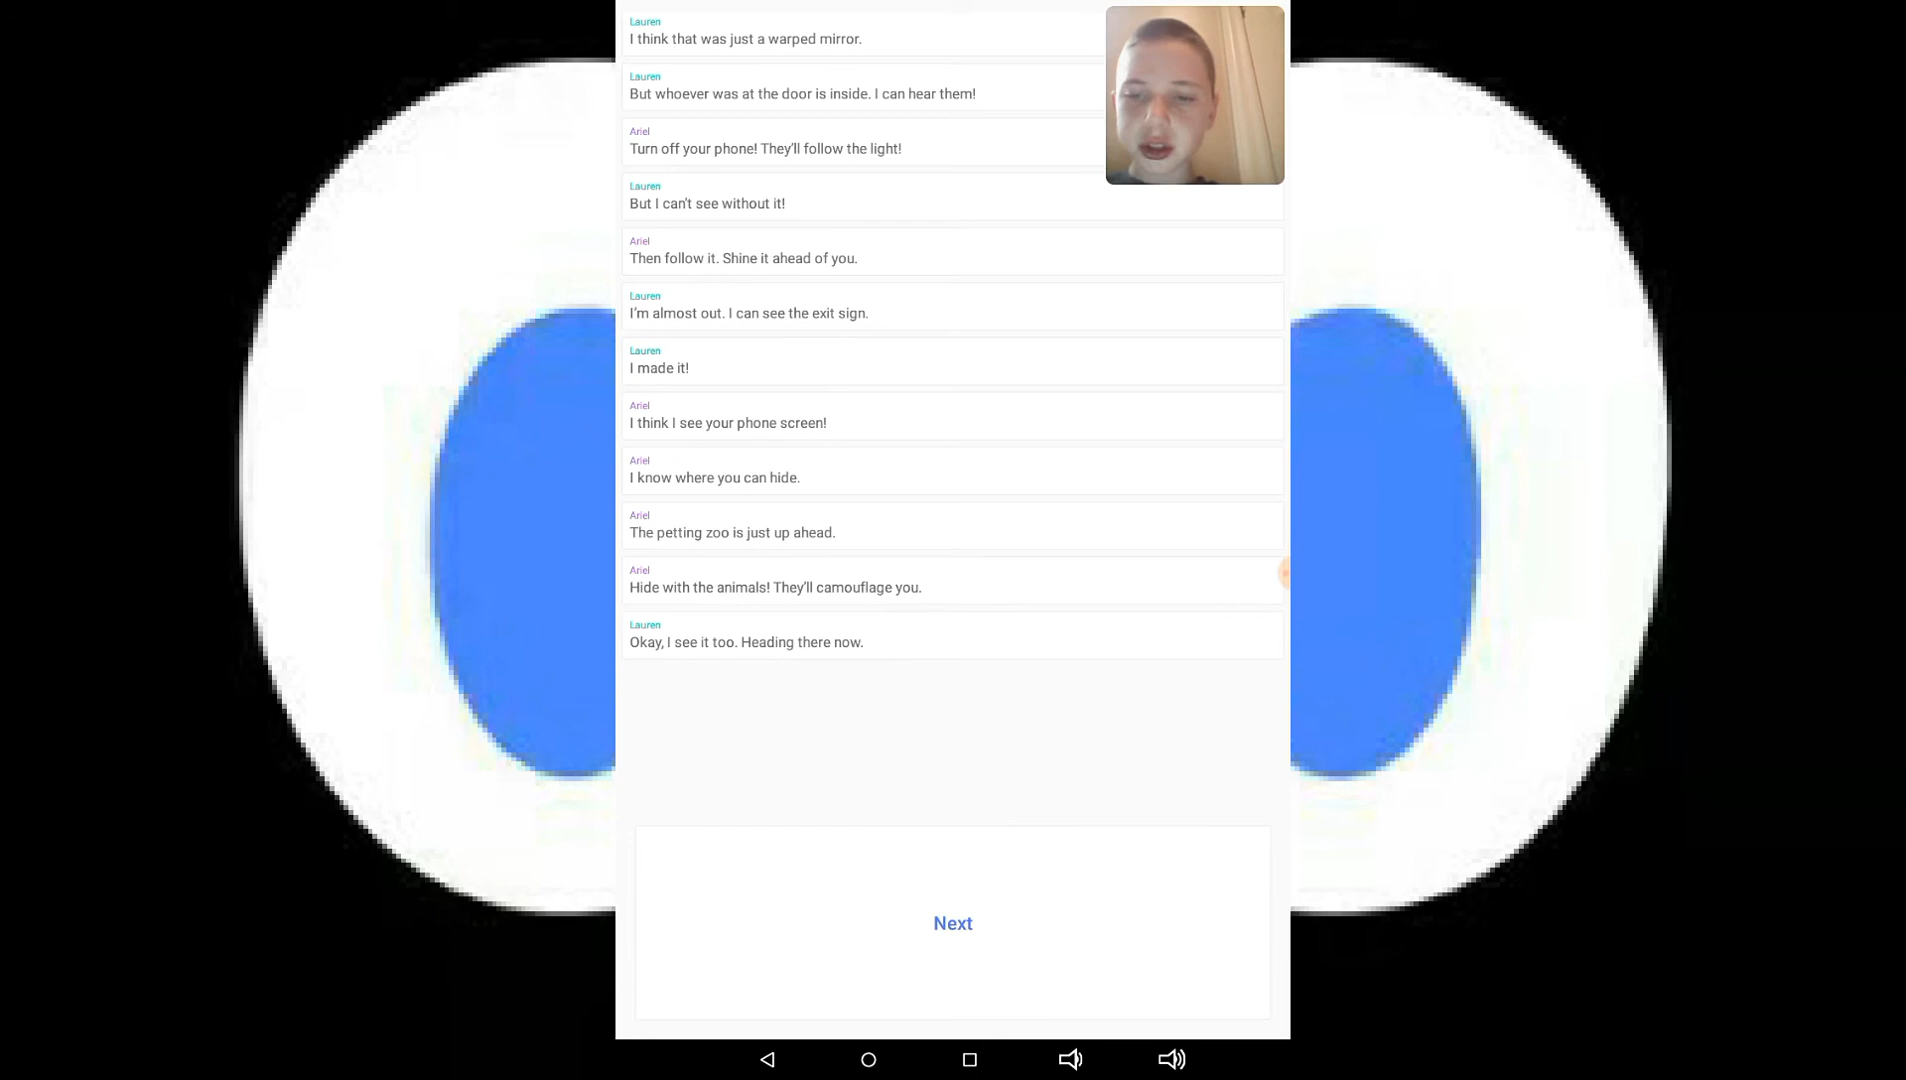 Lauren
I think that was just a warped mirror.
Lauren
But whoever was at the door is inside. I can hear them!
Ariel
Turn off your phone! They'll follow the light!
Lauren
But I can't see without it!
Ariel
Then follow it. Shine it ahead of you.
Lauren
I'm almost out. I can see the exit sign.
Lauren
I made it!
Ariel
I think I see your phone screen!
Ariel
I know where you can hide.
Ariel
The petting zoo is just up ahead.
Ariel
Hide with the animals! They'll camouflage you.
Lauren
Okay, I see it too. Heading there now.
Next